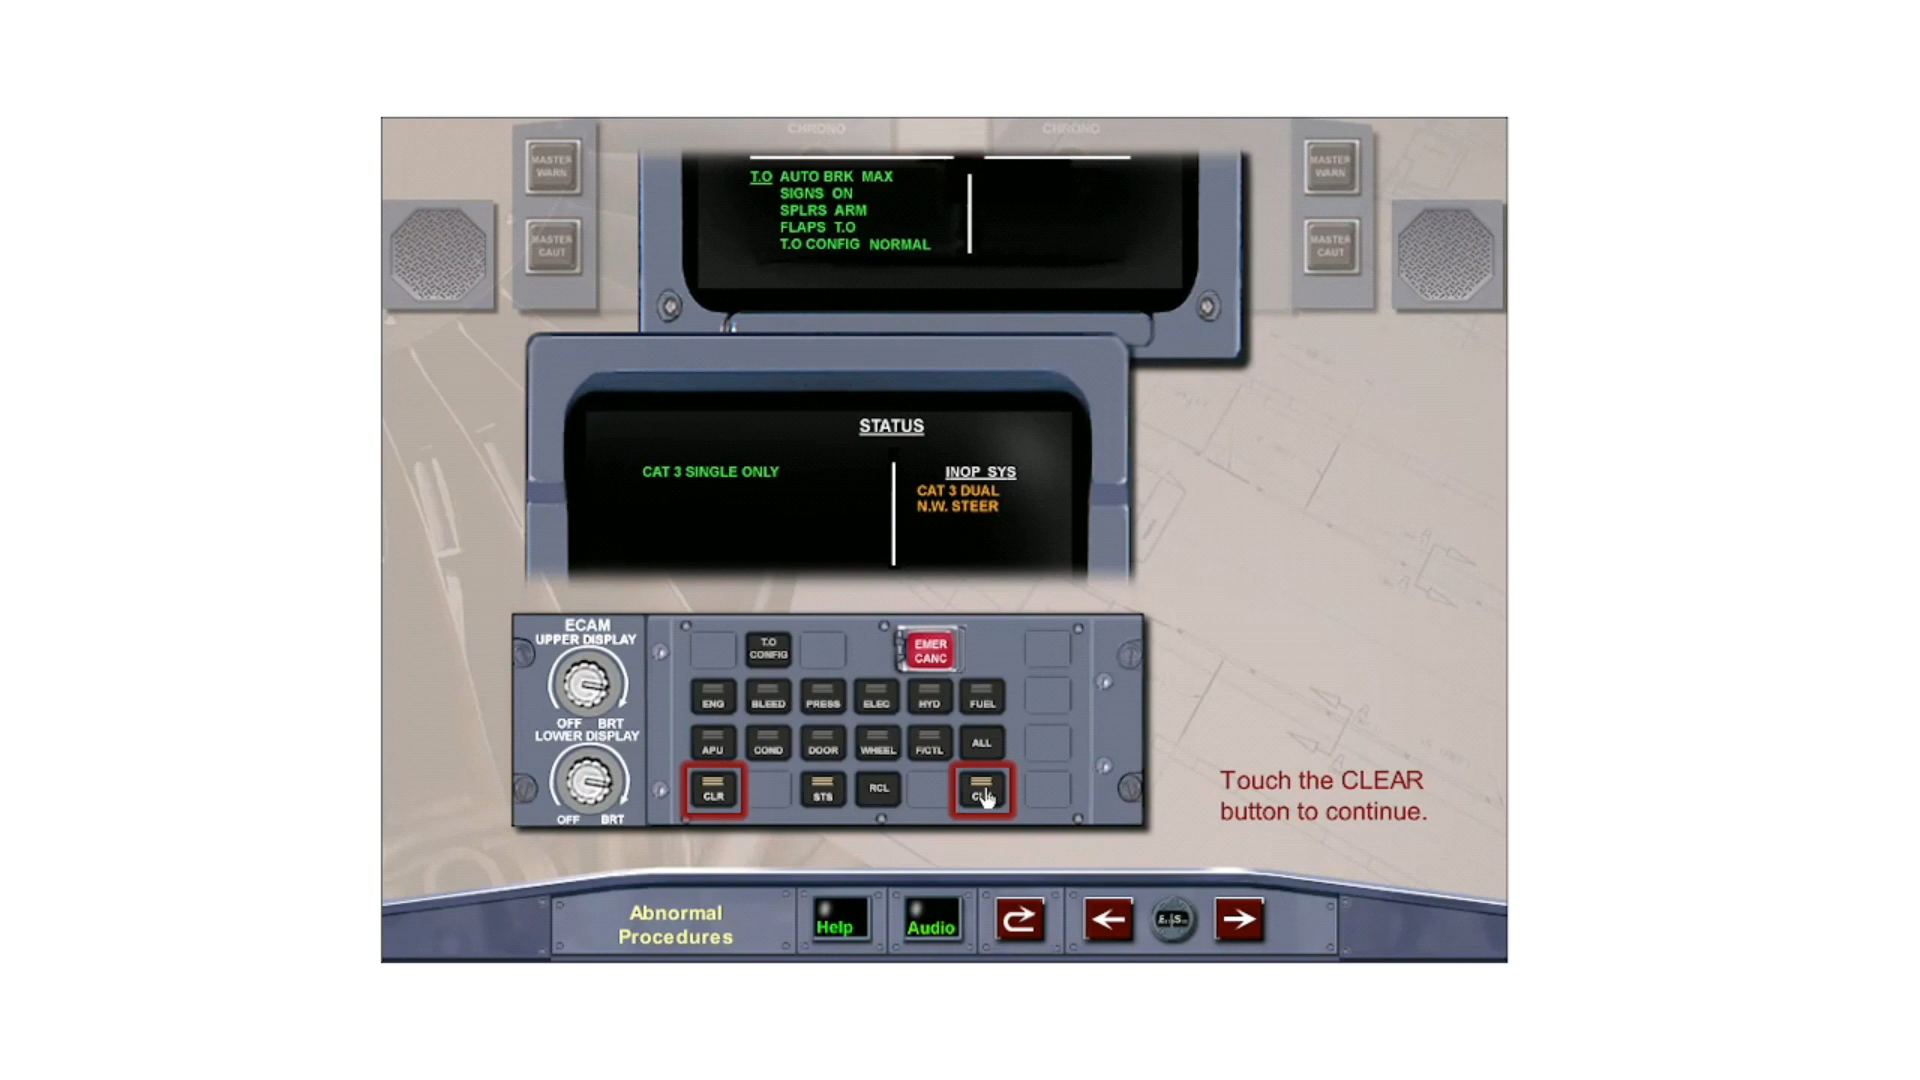 CHRONO
CHRONO
MASTER
WARN
MASTER
WARN
T.O AUTO BRK MAX
SIGNS ON
SPLRS ARM
FLAPS T.O
T.O CONFIG NORMAL
MASTER
CAUT
MASTER
CAUT
STATUS
CAT 3 SINGLE ONLY
INOP SYS
CAT 3 DUAL
N.W. STEER
ECAM
UPPER DISPLAY
OFF BRT
LOWER DISPLAY
OFF BRT
T.O
CONFIG
EMER
CANC
ENG BLEED PRESS ELEC HYD FUEL
APU COND DOOR WHEEL F/CTL ALL
CLR STS RCL
Touch the CLEAR
button to continue.
Abnormal
Procedures
Help
Audio